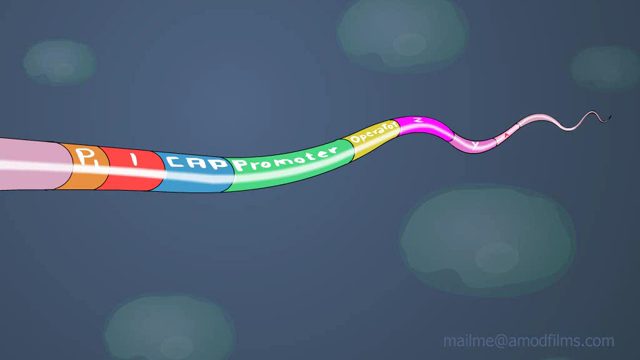 PI I CAP Promoter Operator Z Y A
mailme@amodfilms.com